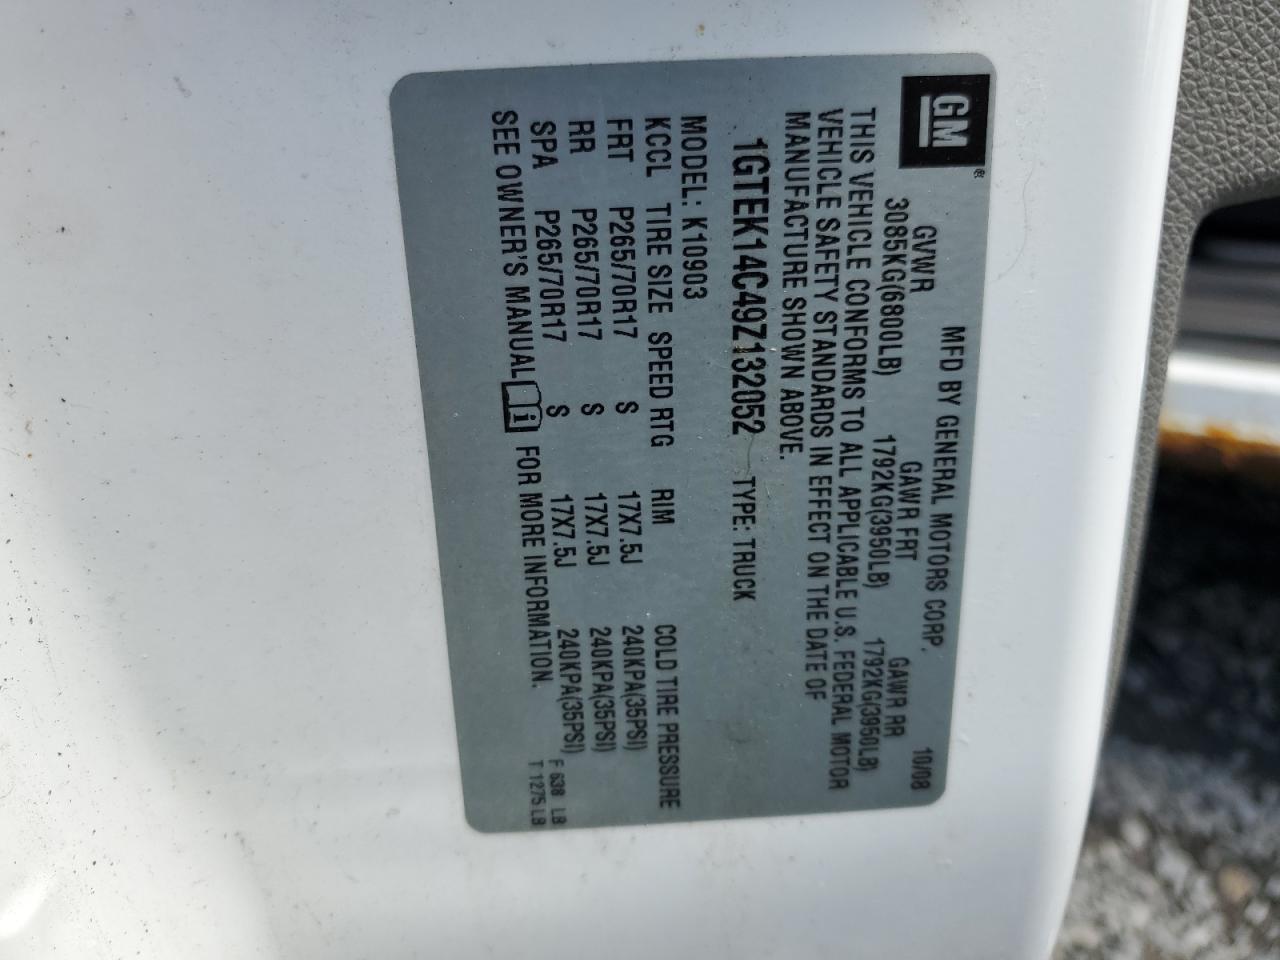 GM®
MFD BY GENERAL MOTORS CORP. 10/08
GVWR GAWR FRT GAWR RR
3085KG(6800LB) 1792KG(3950LB) 1792KG(3950LB)
THIS VEHICLE CONFORMS TO ALL APPLICABLE U.S. FEDERAL MOTOR
VEHICLE SAFETY STANDARDS IN EFFECT ON THE DATE OF
MANUFACTURE SHOWN ABOVE.
1GTEK14C49Z132052 TYPE: TRUCK
MODEL: K10903
KCCL TIRE SIZE SPEED RTG RIM COLD TIRE PRESSURE
FRT P265/70R17 S 17X7.5J 240KPA(35PSI)
RR P265/70R17 S 17X7.5J 240KPA(35PSI)
SPA P265/70R17 S 17X7.5J 240KPA(35PSI) F 638 LB
SEE OWNER'S MANUAL i FOR MORE INFORMATION. T 1275 LB